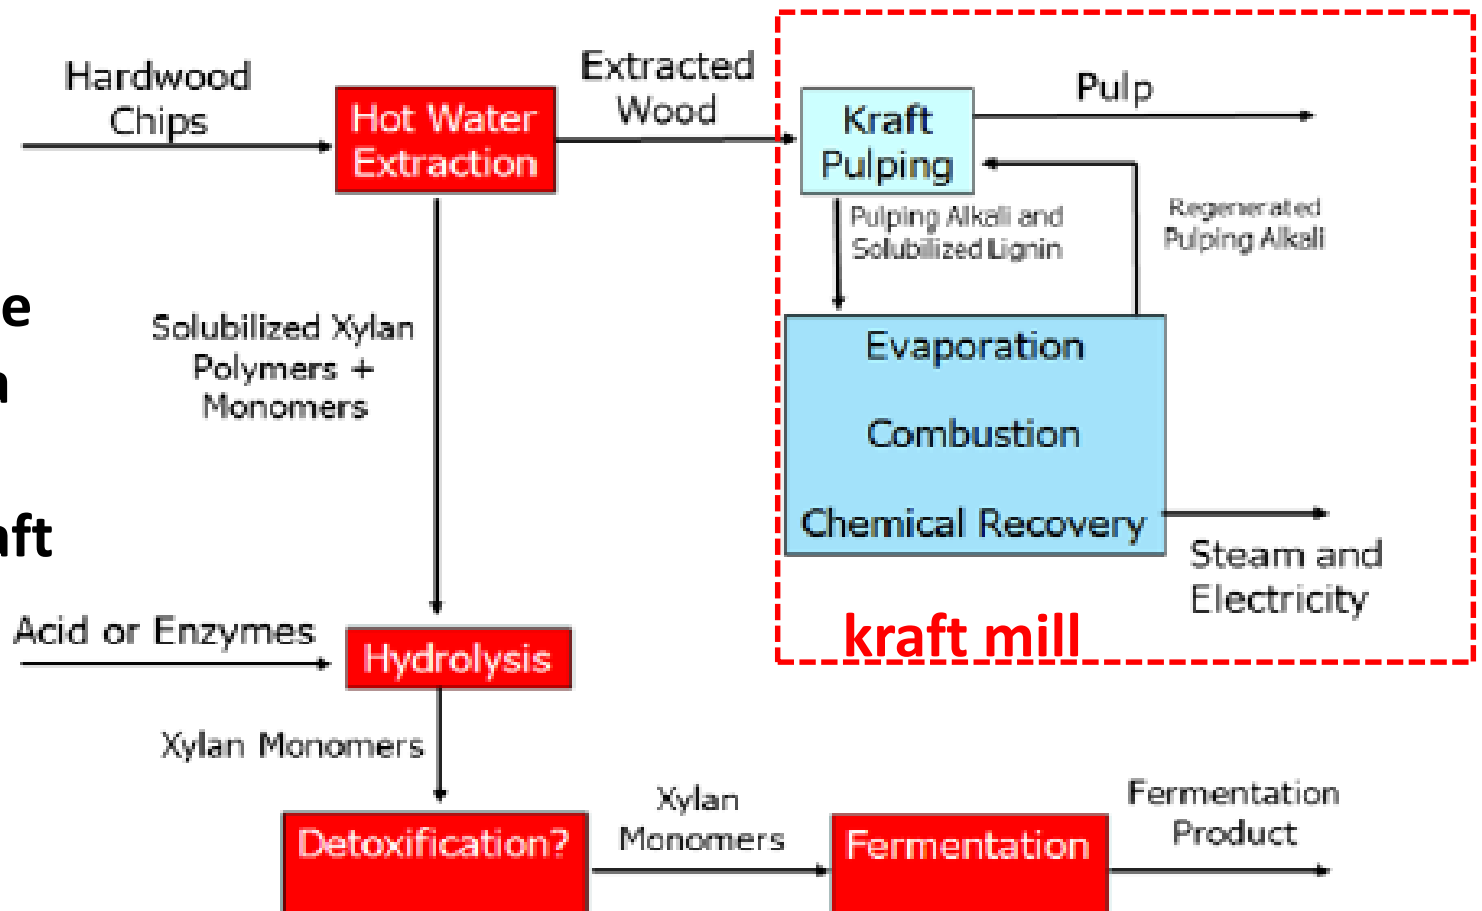 Hardwood
Chips
Hot Water
Extraction
Extracted
Wood
Kraft
Pulping
Pulp
Pulping Alkali and
Solubilized Lignin
Regenerated
Pulping Alkali
Evaporation
Combustion
Chemical Recovery
Steam and
Electricity
kraft mill
Solubilized Xylan
Polymers +
Monomers
Acid or Enzymes
Hydrolysis
Xylan Monomers
Detoxification?
Xylan
Monomers
Fermentation
Fermentation
Product